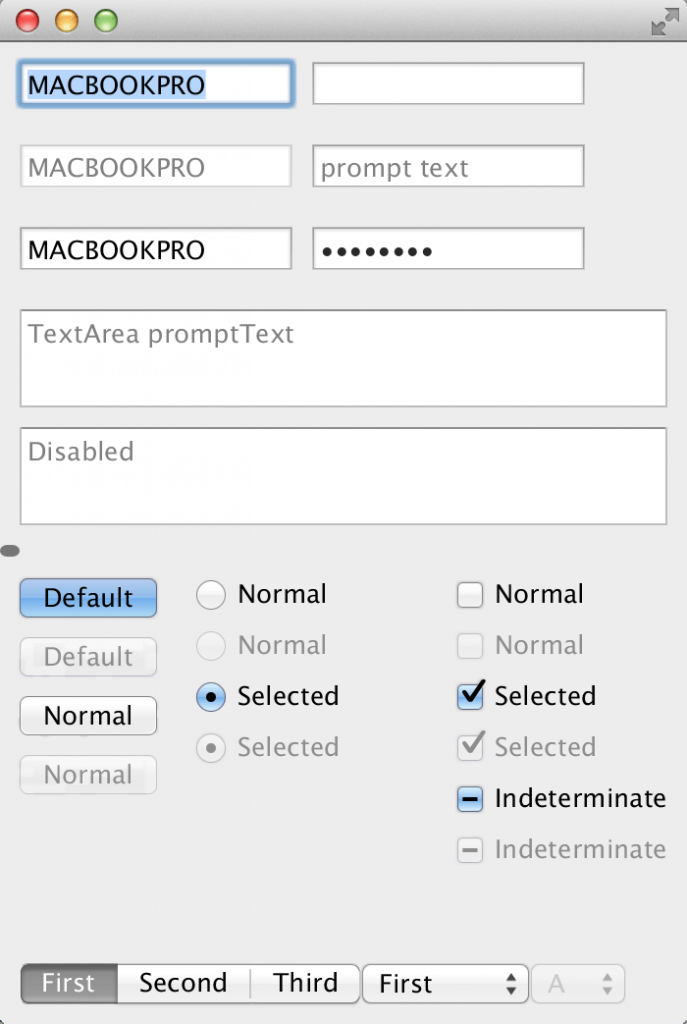 MACBOOKPRO
MACBOOKPRO
prompt text
MACBOOKPRO
••••••••
TextArea promptText
Disabled
Default
Normal
Normal
Default
Normal
Normal
Normal
Selected
Selected
Normal
Selected
Selected
Indeterminate
Indeterminate
First
Second
Third
First
A